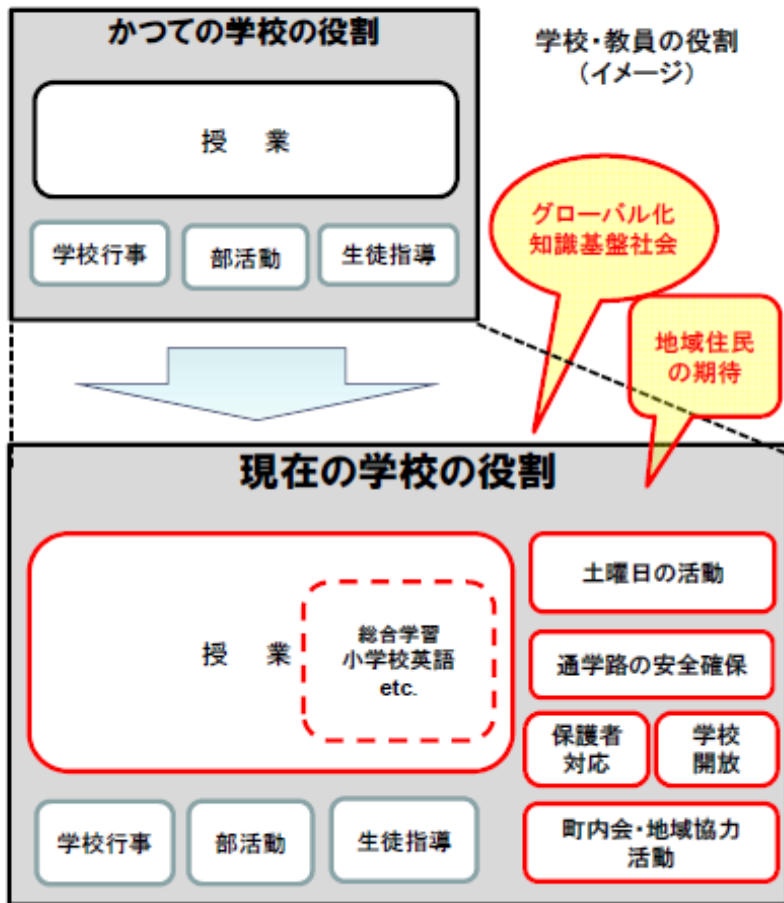 かつての学校の役割
学校・教員の役割
(イメージ)
授　業
学校行事
部活動
生徒指導
グローバル化
知識基盤社会
地域住民
の期待
現在の学校の役割
授　業
総合学習
小学校英語
etc.
土曜日の活動
通学路の安全確保
保護者
対応
学校
開放
学校行事
部活動
生徒指導
町内会・地域協力
活動